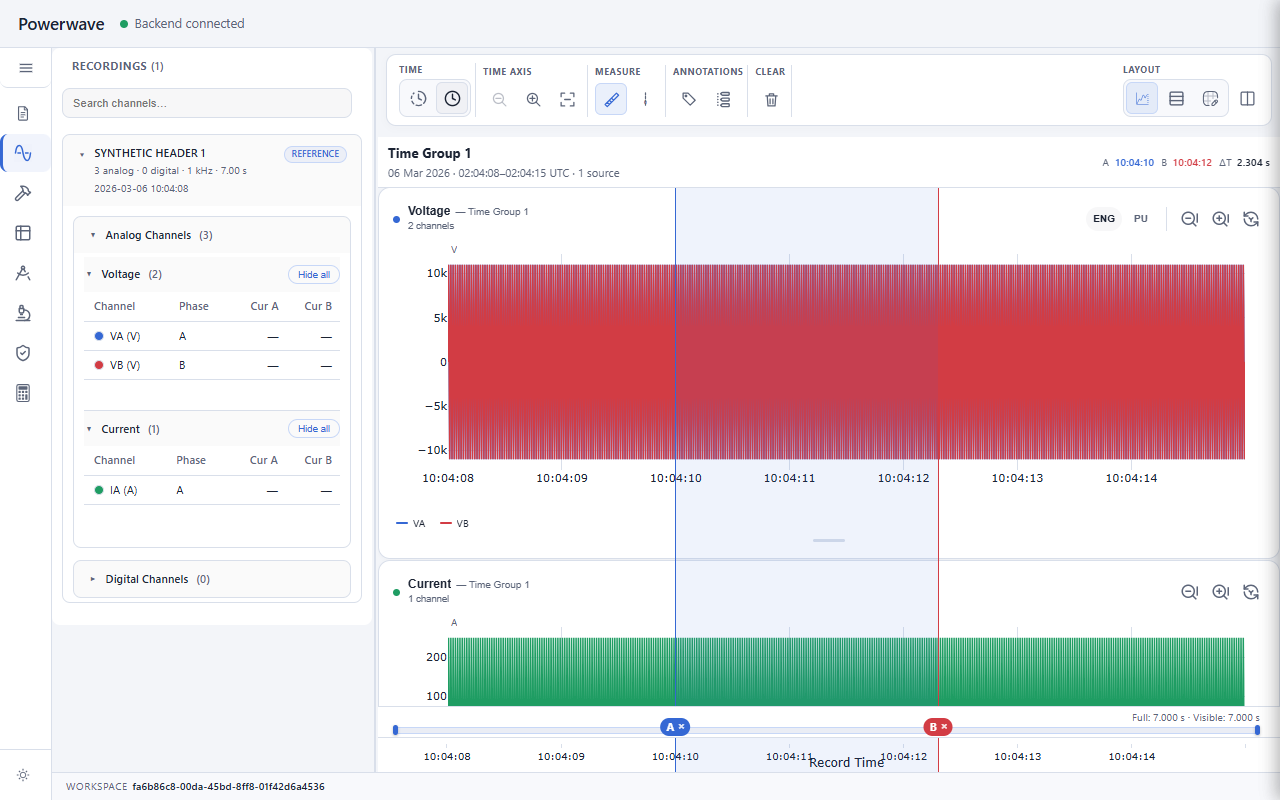 Powerwave
Backend connected
RECORDINGS (1)
Search channels...
SYNTHETIC HEADER 1
REFERENCE
3 analog · 0 digital · 1 kHz · 7.00 s
2026-03-06 10:04:08
Analog Channels (3)
Voltage (2)
Hide all
Channel Phase Cur A Cur B
VA (V) A — —
VB (V) B — —
Current (1)
Hide all
Channel Phase Cur A Cur B
IA (A) A — —
Digital Channels (0)
TIME
TIME AXIS
MEASURE
ANNOTATIONS
CLEAR
LAYOUT
Time Group 1
06 Mar 2026 · 02:04:08–02:04:15 UTC · 1 source
A 10:04:10 B 10:04:12 ΔT 2.304 s
Voltage — Time Group 1
2 channels
ENG PU
V
10k
5k
0
−5k
−10k
10:04:08 10:04:09 10:04:10 10:04:11 10:04:12 10:04:13 10:04:14
VA VB
Current — Time Group 1
1 channel
A
200
100
Full: 7.000 s · Visible: 7.000 s
A ×
B ×
10:04:08 10:04:09 10:04:10 10:04:11 10:04:12 10:04:13 10:04:14
Record Time
WORKSPACE fa6b86c8-00da-45bd-8ff8-01f42d6a4536